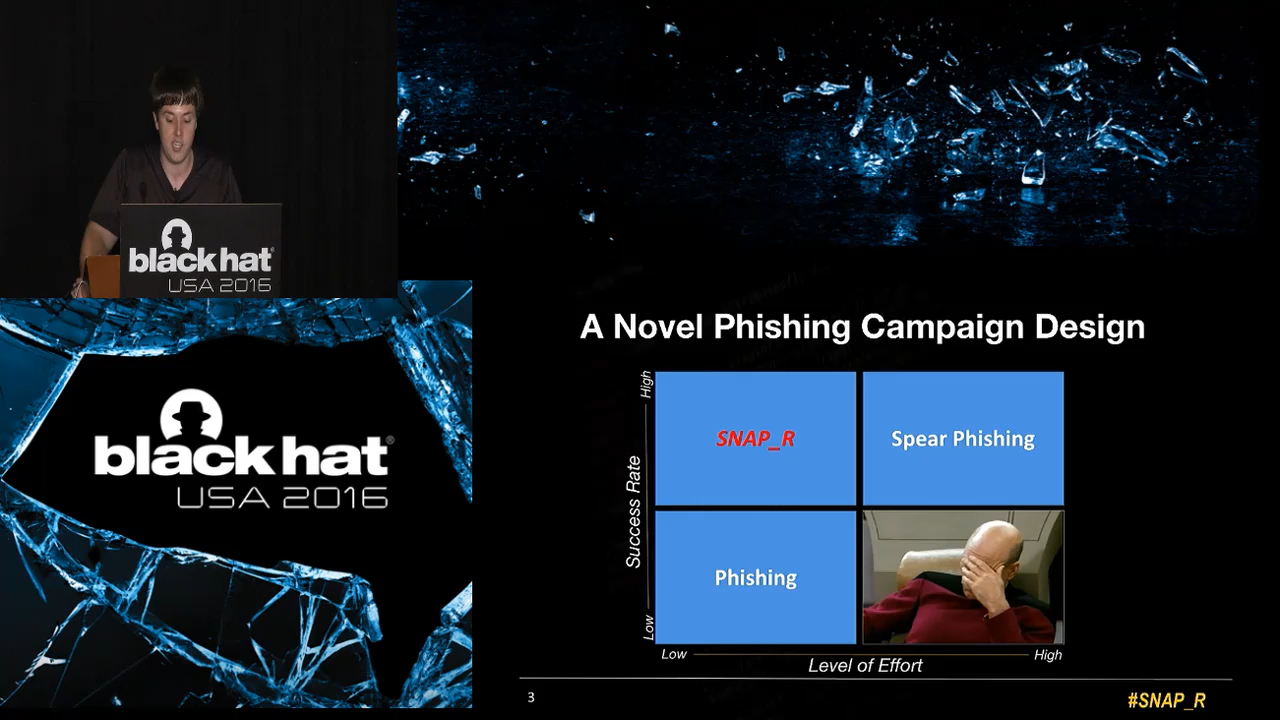 black hat®
USA 2016
black hat®
USA 2016
A Novel Phishing Campaign Design
High
SNAP_R
Spear Phishing
Success Rate
Phishing
Low
Low
High
Level of Effort
3
#SNAP_R